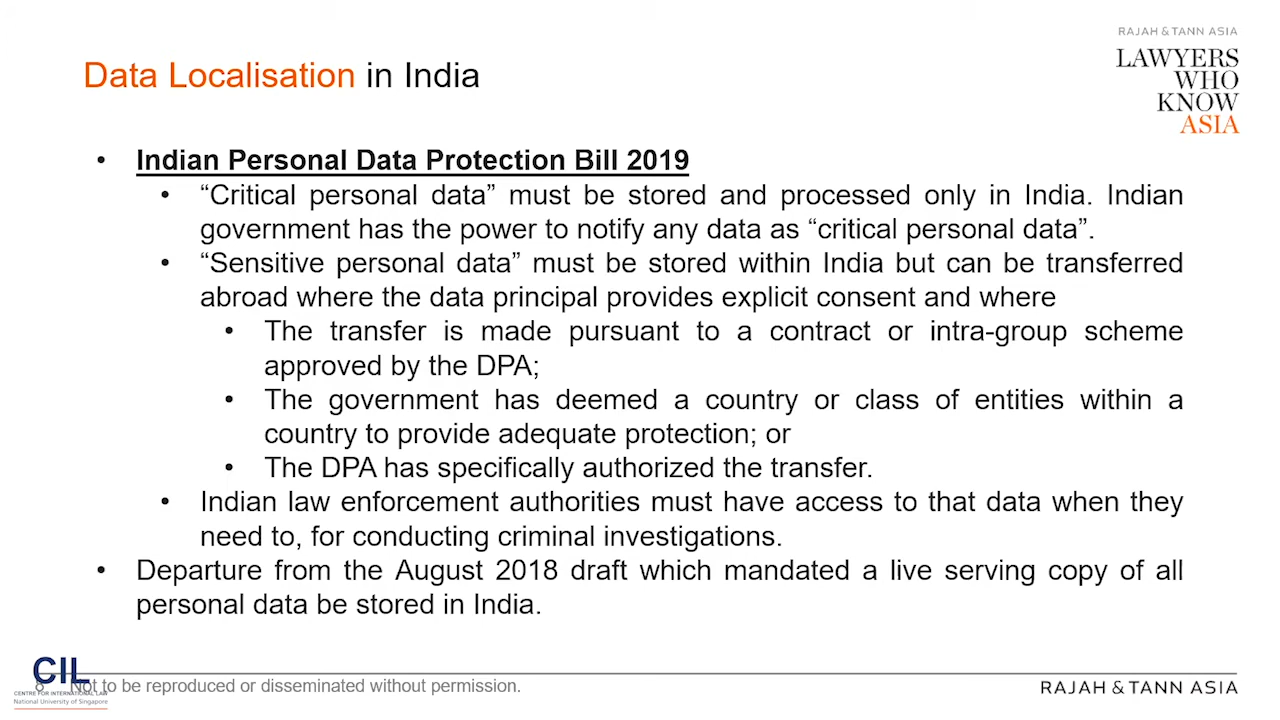 RAJAH & TANN ASIA
LAWYERS
WHO
KNOW
ASIA
Data Localisation in India
• Indian Personal Data Protection Bill 2019
• “Critical personal data” must be stored and processed only in India. Indian
government has the power to notify any data as “critical personal data”.
• “Sensitive personal data” must be stored within India but can be transferred
abroad where the data principal provides explicit consent and where
• The transfer is made pursuant to a contract or intra-group scheme
approved by the DPA;
• The government has deemed a country or class of entities within a
country to provide adequate protection; or
• The DPA has specifically authorized the transfer.
• Indian law enforcement authorities must have access to that data when they
need to, for conducting criminal investigations.
• Departure from the August 2018 draft which mandated a live serving copy of all
personal data be stored in India.
CIL
8 Not to be reproduced or disseminated without permission.
CENTRE FOR INTERNATIONAL LAW
National University of Singapore
RAJAH & TANN ASIA